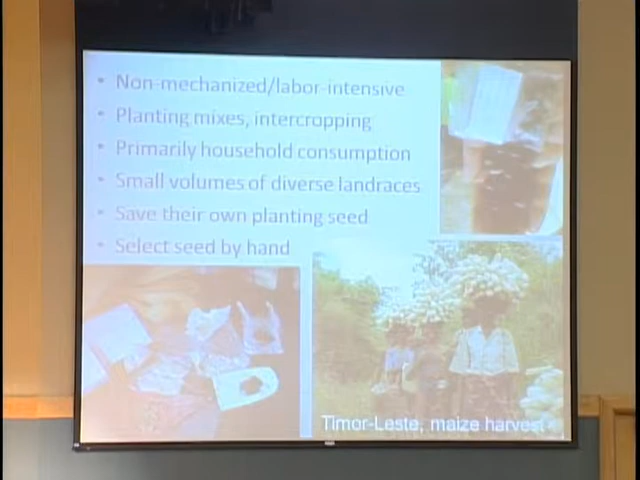 • Non-mechanized/labor-intensive
• Planting mixes, intercropping
• Primarily household consumption
• Small volumes of diverse landraces
• Save their own planting seed
• Select seed by hand
Timor-Leste, maize harvest